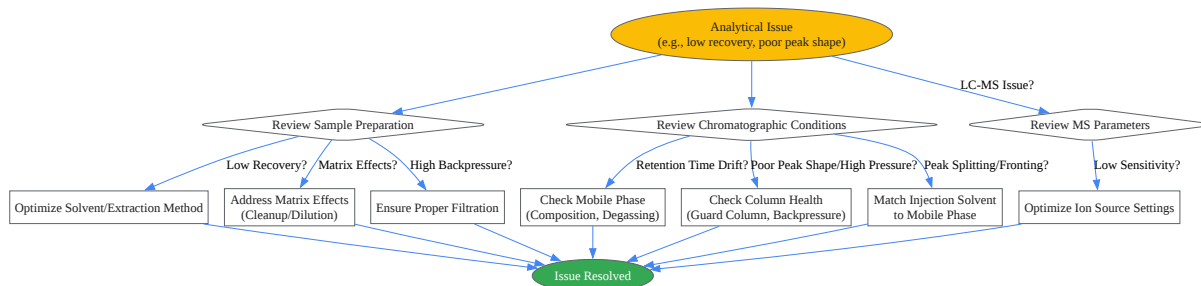 Analytical Issue
(e.g., low recovery, poor peak shape)
LC-MS Issue?
Review Sample Preparation
Review Chromatographic Conditions
Review MS Parameters
Low Recovery?
Matrix Effects?
High Backpressure?
Retention Time Drift?
Poor Peak Shape/High Pressure?
Peak Splitting/Fronting?
Low Sensitivity?
Optimize Solvent/Extraction Method
Address Matrix Effects
(Cleanup/Dilution)
Ensure Proper Filtration
Check Mobile Phase
(Composition, Degassing)
Check Column Health
(Guard Column, Backpressure)
Match Injection Solvent
to Mobile Phase
Optimize Ion Source Settings
Issue Resolved